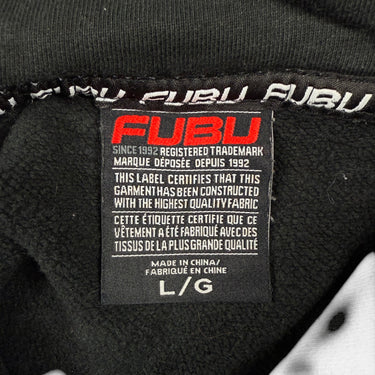 FUBU FUBU FUBU
FUBU
SINCE 1992 REGISTERED TRADEMARK
MARQUE DÉPOSÉE DEPUIS 1992
THIS LABEL CERTIFIES THAT THIS
GARMENT HAS BEEN CONSTRUCTED
WITH THE HIGHEST QUALITY FABRIC
CETTE ÉTIQUETTE CERTIFIE QUE CE
VÊTEMENT A ÉTÉ FABRIQUÉ AVEC DES
TISSUS DE LA PLUS GRANDE QUALITÉ
MADE IN CHINA/
FABRIQUÉ EN CHINE
L/G